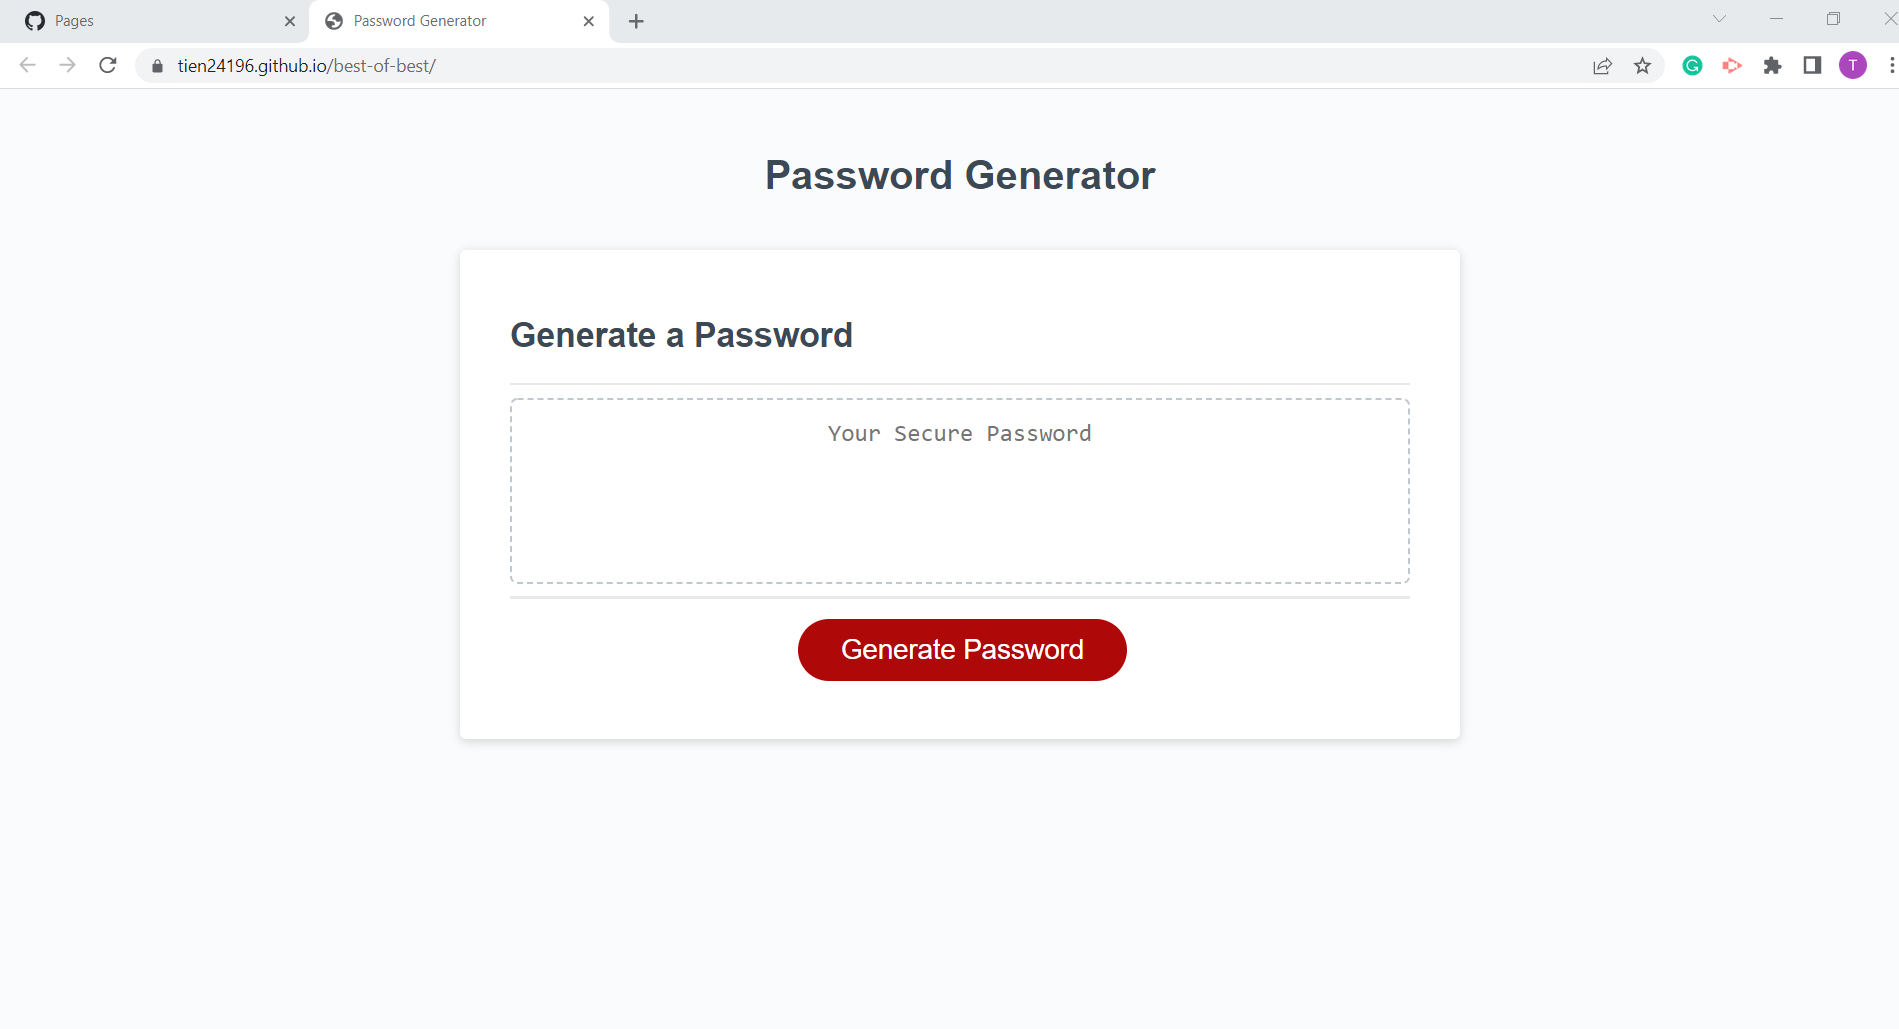 Pages
Password Generator
tien24196.github.io/best-of-best/
T
Password Generator
Generate a Password
Your Secure Password
Generate Password